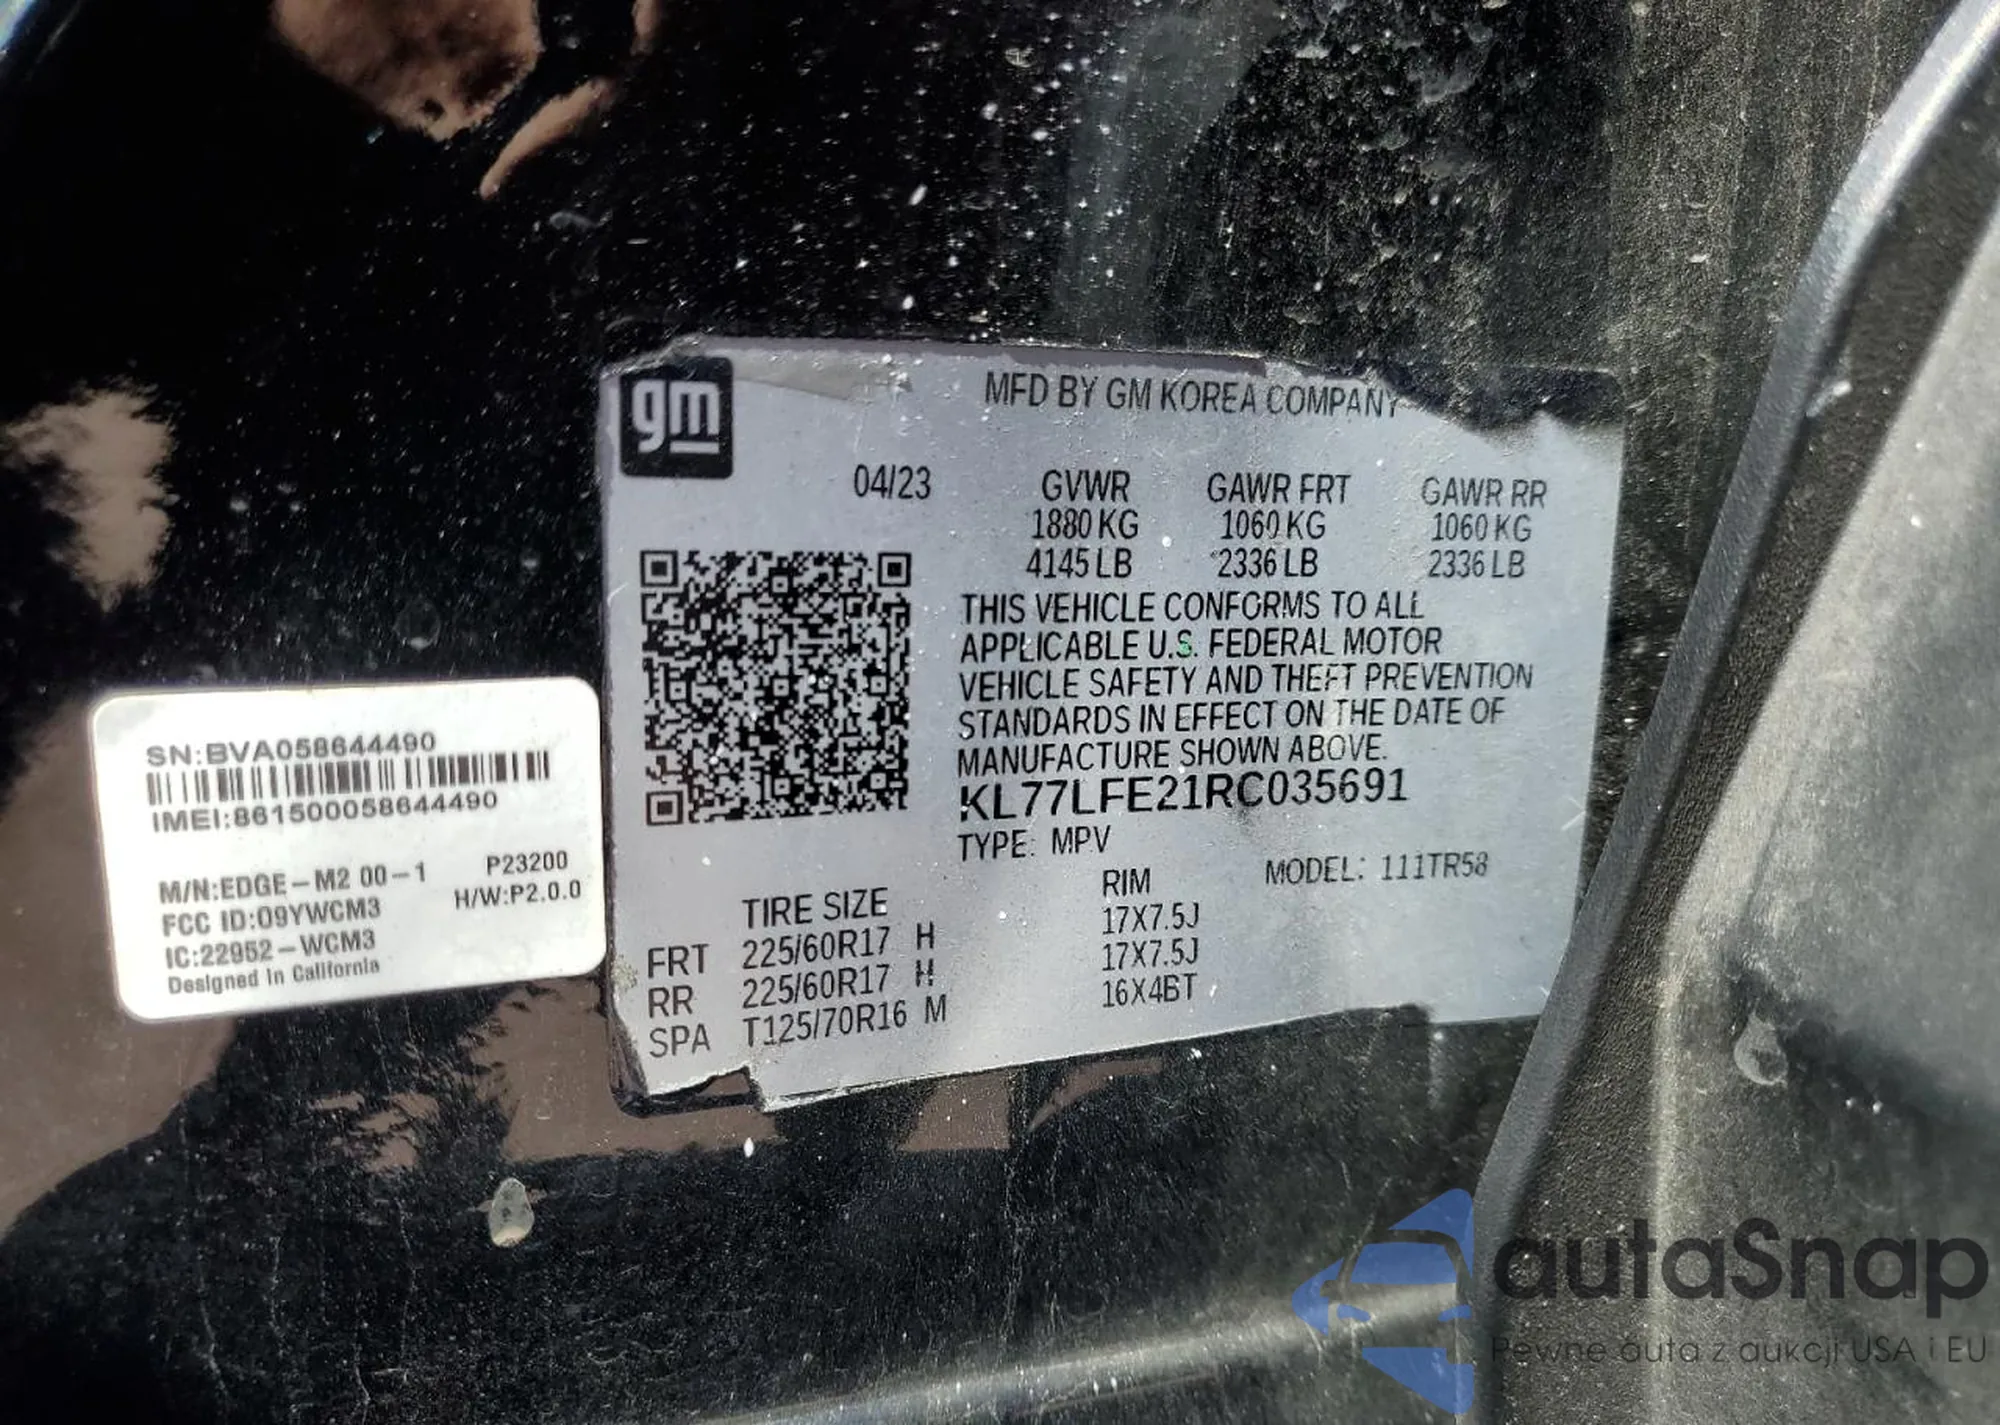 gm
MFD BY GM KOREA COMPANY
04/23
GVWR GAWR FRT GAWR RR
1880 KG 1060 KG 1060 KG
4145 LB 2336 LB 2336 LB
THIS VEHICLE CONFORMS TO ALL
APPLICABLE U.S. FEDERAL MOTOR
VEHICLE SAFETY AND THEFT PREVENTION
STANDARDS IN EFFECT ON THE DATE OF
MANUFACTURE SHOWN ABOVE.
KL77LFE21RC035691
TYPE: MPV
MODEL: 111TR58
TIRE SIZE RIM
FRT 225/60R17 H 17X7.5J
RR 225/60R17 H 17X7.5J
SPA T125/70R16 M 16X4BT
SN:BVA058644490
IMEI:861500058644490
M/N:EDGE-M2 00-1 P23200
FCC ID:O9YWCM3 H/W:P2.0.0
IC:22952-WCM3
Designed in California
autaSnap
Pewne auta z aukcji USA i EU